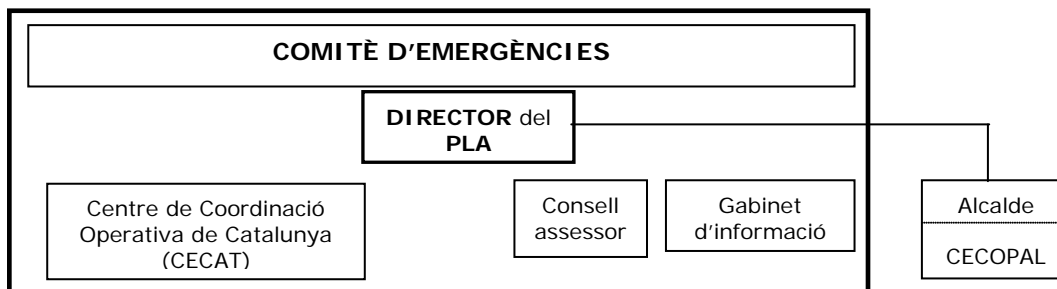 COMITÈ D'EMERGÈNCIES
DIRECTOR del
PLA
Centre de Coordinació
Operativa de Catalunya
(CECAT)
Consell
assessor
Gabinet
d'informació
Alcalde
CECOPAL